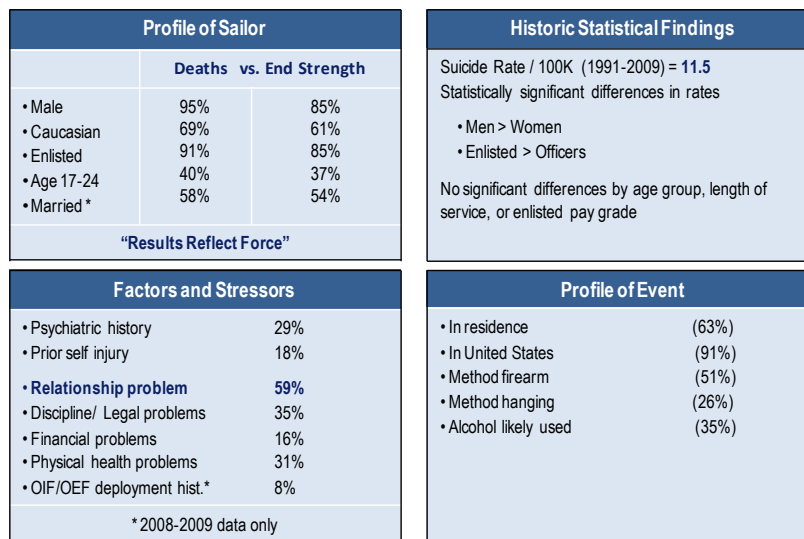 Profile of Sailor
Deaths vs. End Strength
• Male 95% 85%
• Caucasian 69% 61%
• Enlisted 91% 85%
• Age 17-24 40% 37%
• Married * 58% 54%
“Results Reflect Force”
Historic Statistical Findings
Suicide Rate / 100K (1991-2009) = 11.5
Statistically significant differences in rates
• Men > Women
• Enlisted > Officers
No significant differences by age group, length of
service, or enlisted pay grade
Factors and Stressors
• Psychiatric history 29%
• Prior self injury 18%
• Relationship problem 59%
• Discipline/ Legal problems 35%
• Financial problems 16%
• Physical health problems 31%
• OIF/OEF deployment hist.* 8%
* 2008-2009 data only
Profile of Event
• In residence (63%)
• In United States (91%)
• Method firearm (51%)
• Method hanging (26%)
• Alcohol likely used (35%)